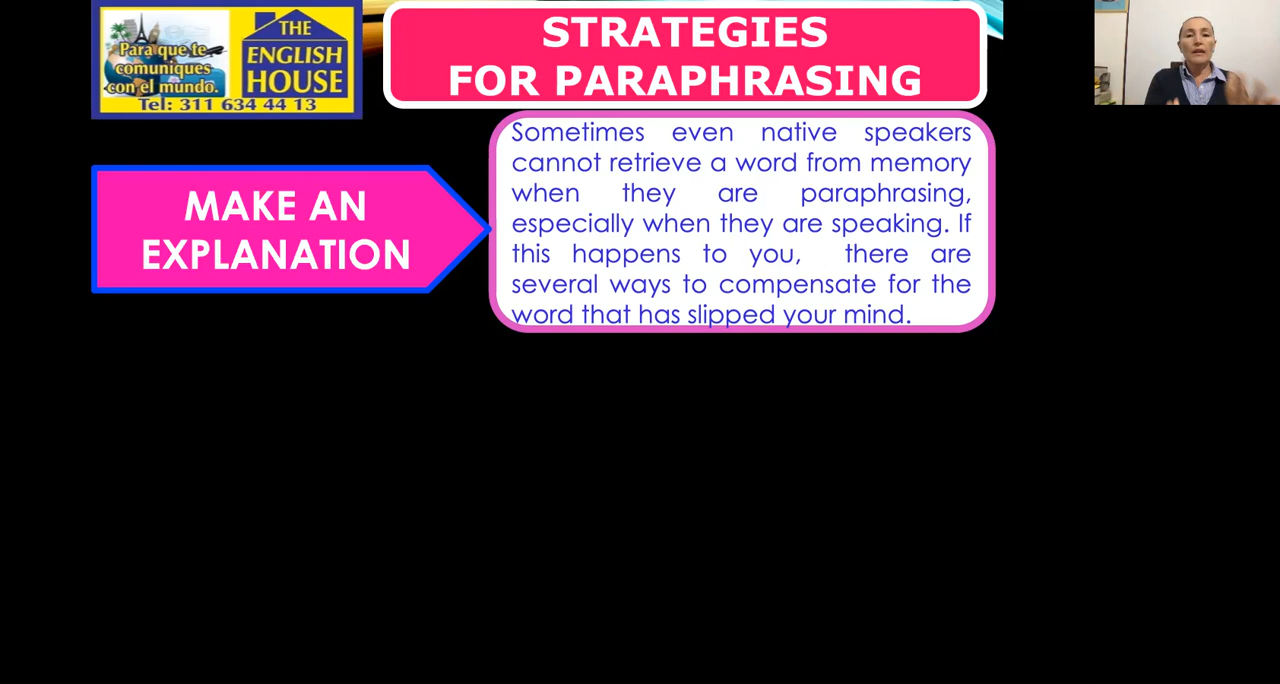 Para que te
comuniques
con el mundo.
THE
ENGLISH
HOUSE
Tel: 311 634 44 13
STRATEGIES
FOR PARAPHRASING
MAKE AN
EXPLANATION
Sometimes even native speakers
cannot retrieve a word from memory
when they are paraphrasing,
especially when they are speaking. If
this happens to you, there are
several ways to compensate for the
word that has slipped your mind.